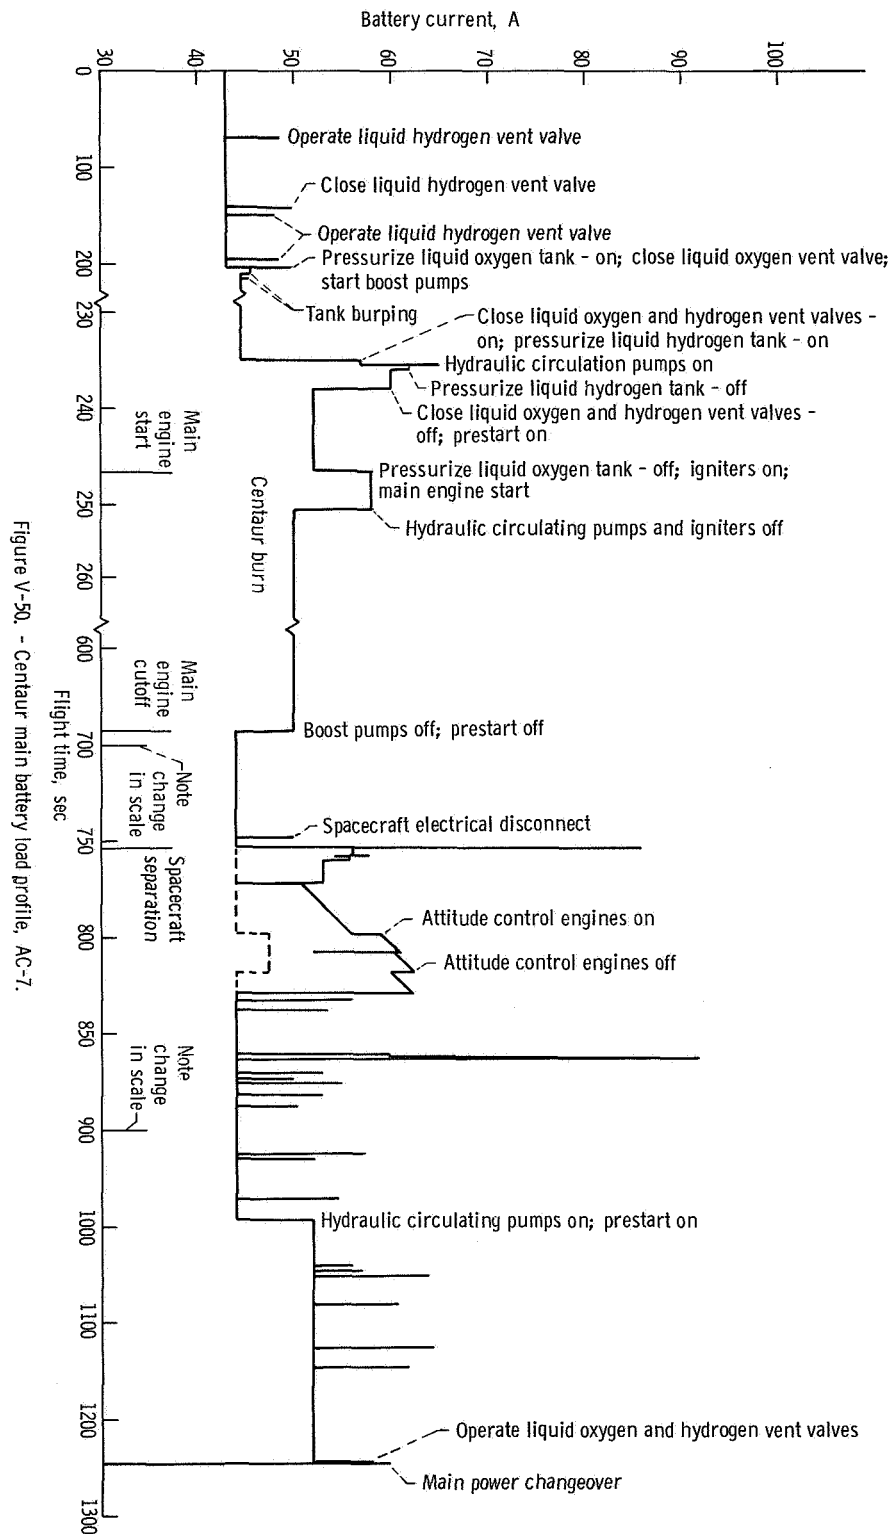 Battery current, A
30
40
50
60
70
80
90
100
0
Operate liquid hydrogen vent valve
100
Close liquid hydrogen vent valve
Operate liquid hydrogen vent valve
200
Pressurize liquid oxygen tank - on; close liquid oxygen vent valve;
start boost pumps
Tank burping
230
Close liquid oxygen and hydrogen vent valves -
on; pressurize liquid hydrogen tank - on
Hydraulic circulation pumps on
Pressurize liquid hydrogen tank - off
240
Close liquid oxygen and hydrogen vent valves -
off; prestart on
Main
engine
start
Pressurize liquid oxygen tank - off; igniters on;
main engine start
250
Hydraulic circulating pumps and igniters off
Centaur burn
260
600
Main
engine
cutoff
Boost pumps off; prestart off
700
Note
change
in scale
Flight time, sec
Spacecraft electrical disconnect
750
Spacecraft
separation
Attitude control engines on
800
Attitude control engines off
850
Note
change
in scale
900
1000
Hydraulic circulating pumps on; prestart on
1100
1200
Operate liquid oxygen and hydrogen vent valves
Main power changeover
1300
Figure V-50. - Centaur main battery load profile, AC-7.